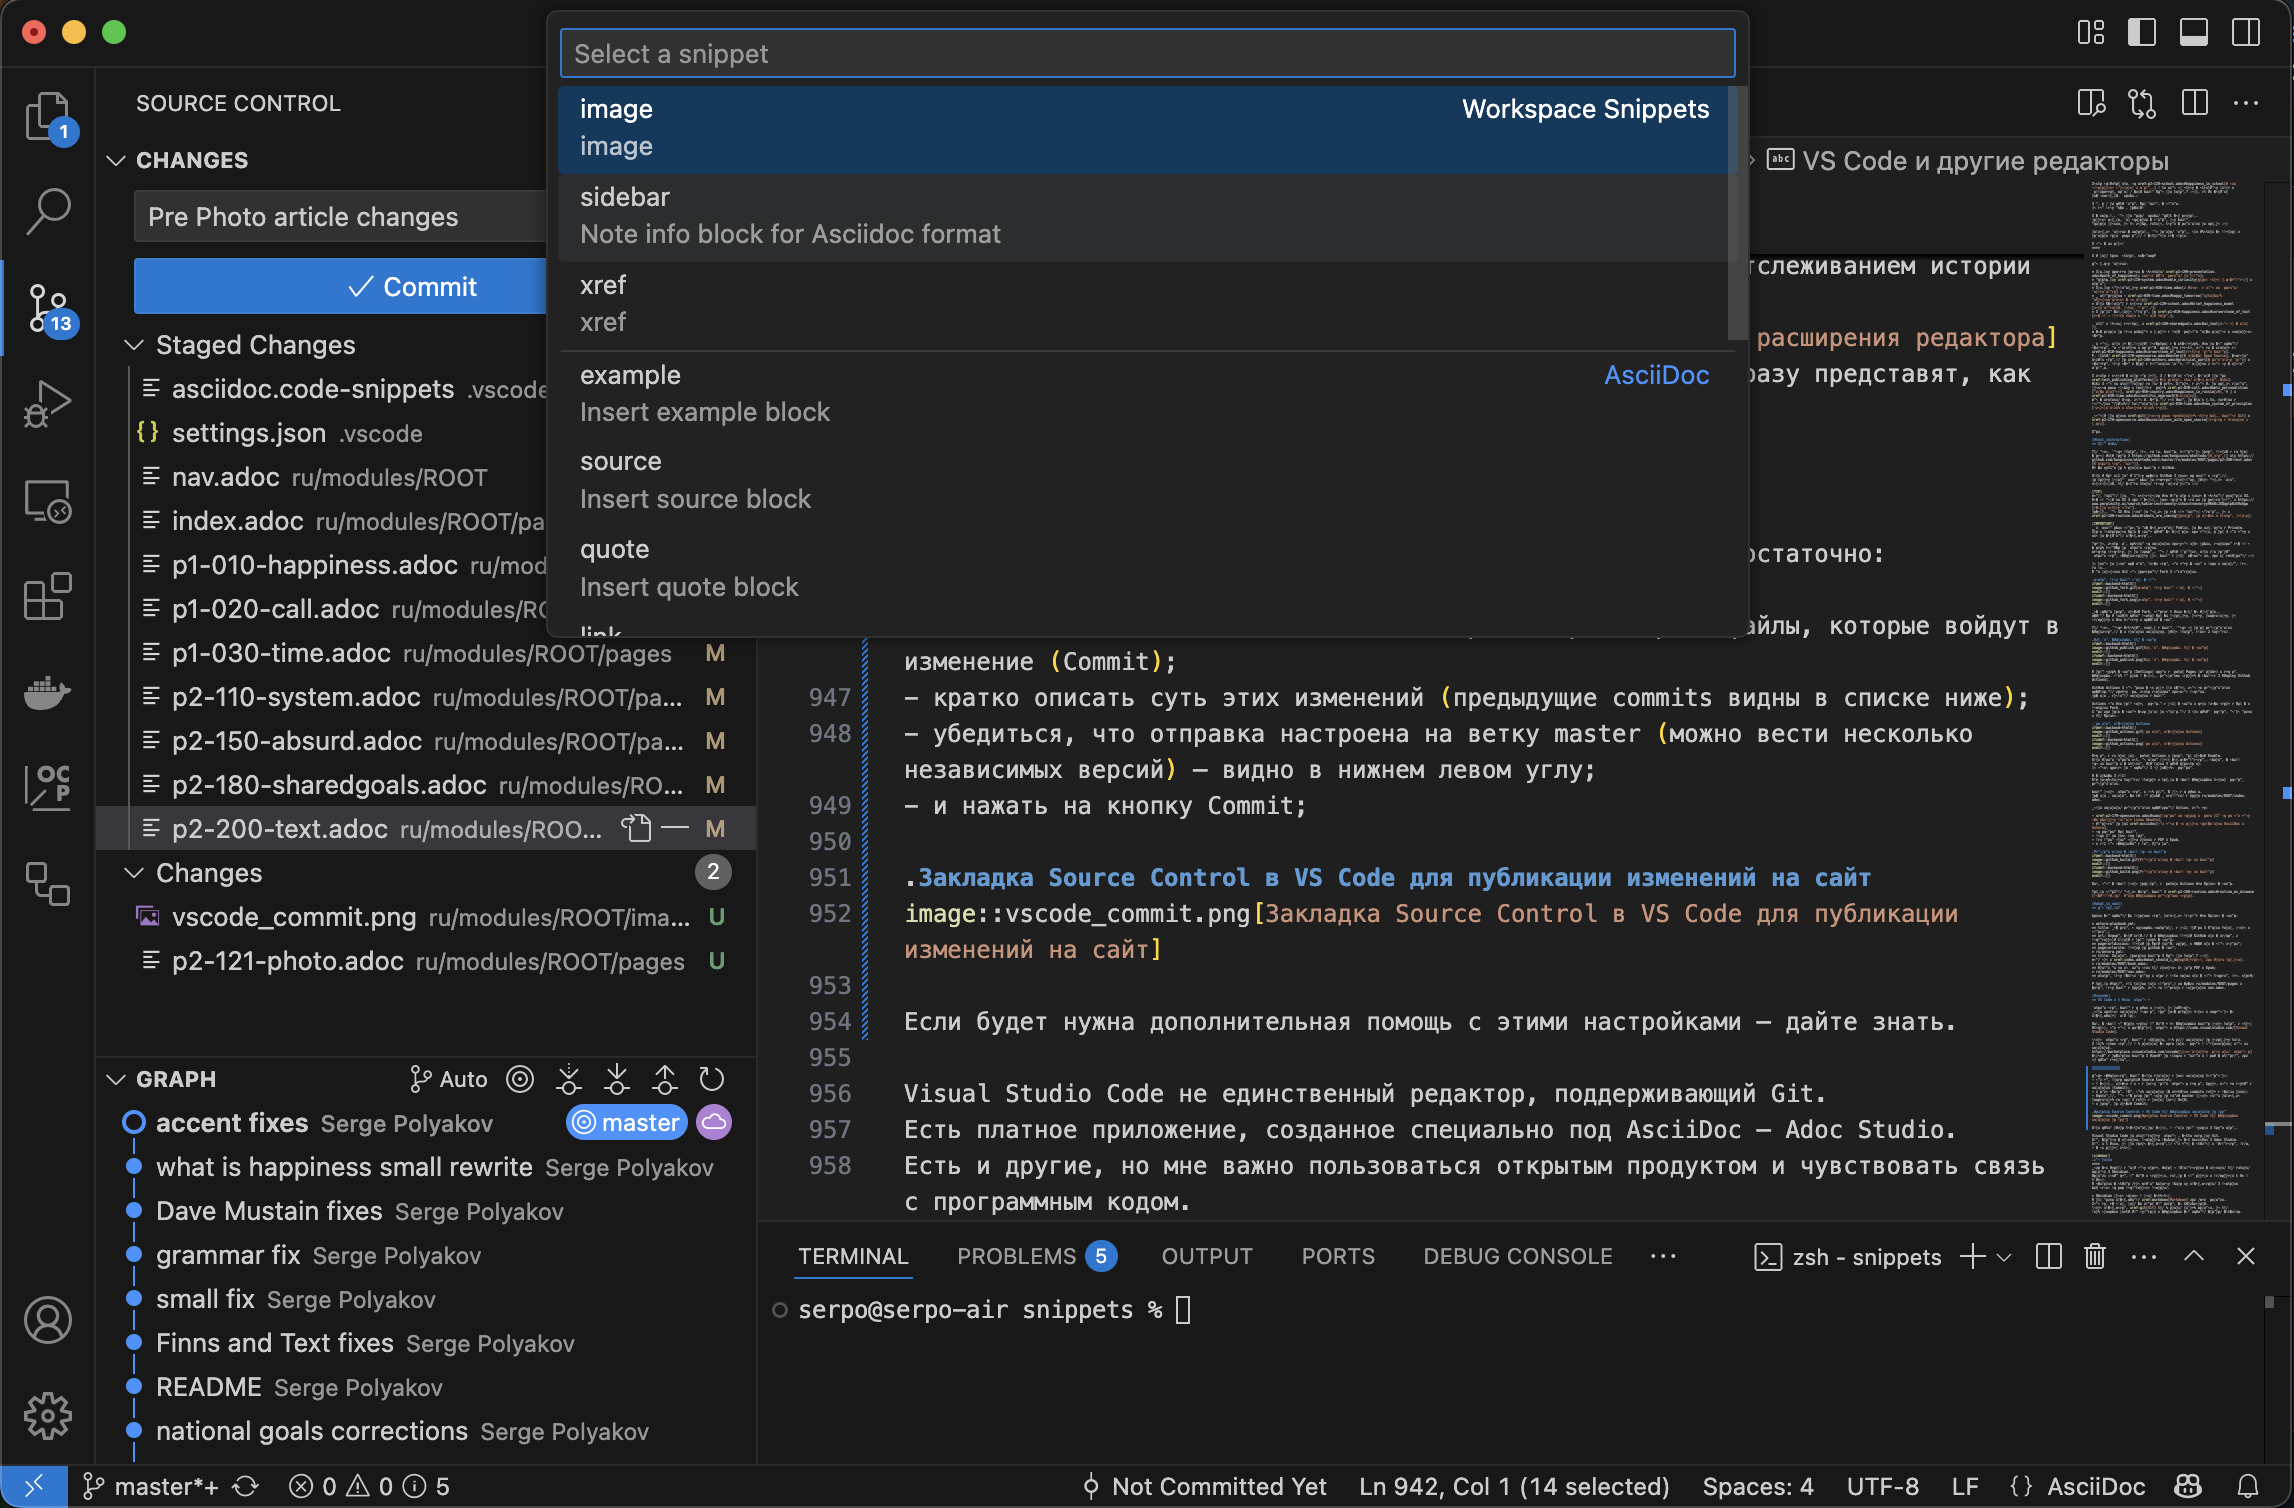 Select a snippet
image
Workspace Snippets
image
sidebar
Note info block for Asciidoc format
xref
xref
example
AsciiDoc
Insert example block
source
Insert source block
quote
Insert quote block
link
1
13
SOURCE CONTROL
CHANGES
Pre Photo article changes
Commit
Staged Changes
asciidoc.code-snippets .vscode
settings.json .vscode
nav.adoc ru/modules/ROOT
index.adoc ru/modules/ROOT/pa
p1-010-happiness.adoc ru/mod
p1-020-call.adoc ru/modules/RO
p1-030-time.adoc ru/modules/ROOT/pages M
p2-110-system.adoc ru/modules/ROOT/pa... M
p2-150-absurd.adoc ru/modules/ROOT/pa... M
p2-180-sharedgoals.adoc ru/modules/RO... M
p2-200-text.adoc ru/modules/ROO... M
Changes 2
vscode_commit.png ru/modules/ROOT/ima... U
p2-121-photo.adoc ru/modules/ROOT/pages U
GRAPH Auto
accent fixes Serge Polyakov master
what is happiness small rewrite Serge Polyakov
Dave Mustain fixes Serge Polyakov
grammar fix Serge Polyakov
small fix Serge Polyakov
Finns and Text fixes Serge Polyakov
README Serge Polyakov
national goals corrections Serge Polyakov
abc VS Code и другие редакторы
тслеживанием истории
расширения редактора]
разу представят, как
остаточно:
айлы, которые войдут в
изменение (Commit);
947 – кратко описать суть этих изменений (предыдущие commits видны в списке ниже);
948 – убедиться, что отправка настроена на ветку master (можно вести несколько
независимых версий) – видно в нижнем левом углу;
949 – и нажать на кнопку Commit;
950
951 .Закладка Source Control в VS Code для публикации изменений на сайт
952 image::vscode_commit.png[Закладка Source Control в VS Code для публикации
изменений на сайт]
953
954 Если будет нужна дополнительная помощь с этими настройками – дайте знать.
955
956 Visual Studio Code не единственный редактор, поддерживающий Git.
957 Есть платное приложение, созданное специально под AsciiDoc – Adoc Studio.
958 Есть и другие, но мне важно пользоваться открытым продуктом и чувствовать связь
с программным кодом.
TERMINAL PROBLEMS 5 OUTPUT PORTS DEBUG CONSOLE ··· zsh - snippets
serpo@serpo-air snippets %
master*+ 0 0 5 Not Committed Yet Ln 942, Col 1 (14 selected) Spaces: 4 UTF-8 LF {} AsciiDoc